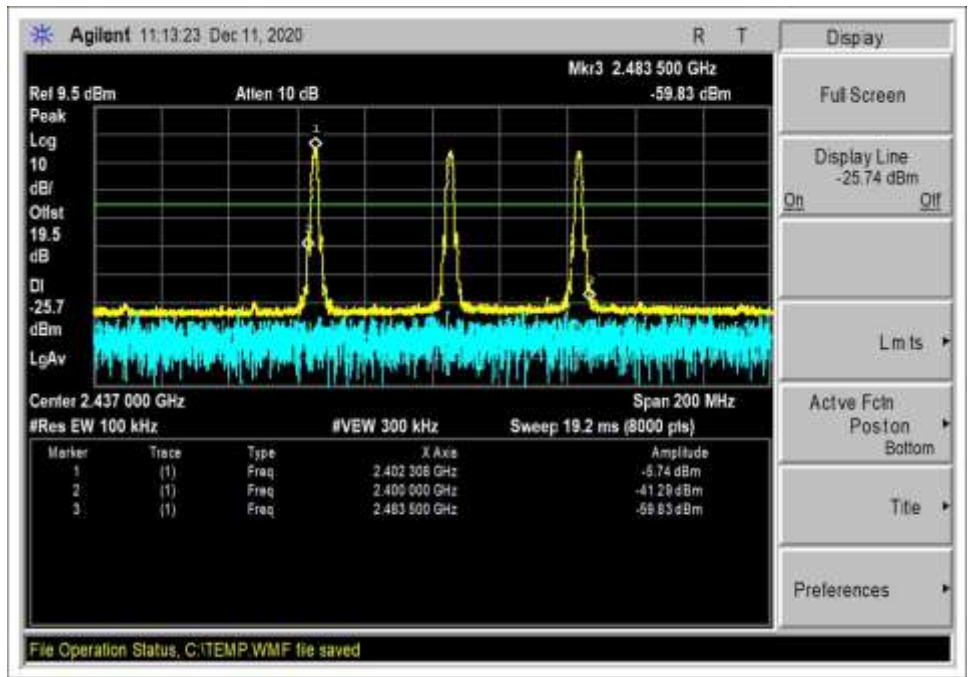 Agilent 11:13:23 Dec 11, 2020 R T
Display
Mkr3 2.483 500 GHz
Ref 9.5 dBm Atten 10 dB -59.83 dBm
Peak
Log
10
dB/
Offst
19.5
dB
DI
-25.7
dBm
LgAv
1
Center 2.437 000 GHz Span 200 MHz
#Res BW 100 kHz #VBW 300 kHz Sweep 19.2 ms (8000 pts)
Marker Trace Type X Axis Amplitude
1 (1) Freq 2.402 308 GHz -5.74 dBm
2 (1) Freq 2.400 000 GHz -41.29 dBm
3 (1) Freq 2.483 500 GHz -59.83 dBm
File Operation Status, C:\TEMP.WMF file saved
Full Screen
Display Line
-25.74 dBm
On Off
Limits
Active Fctn
Position
Bottom
Title
Preferences